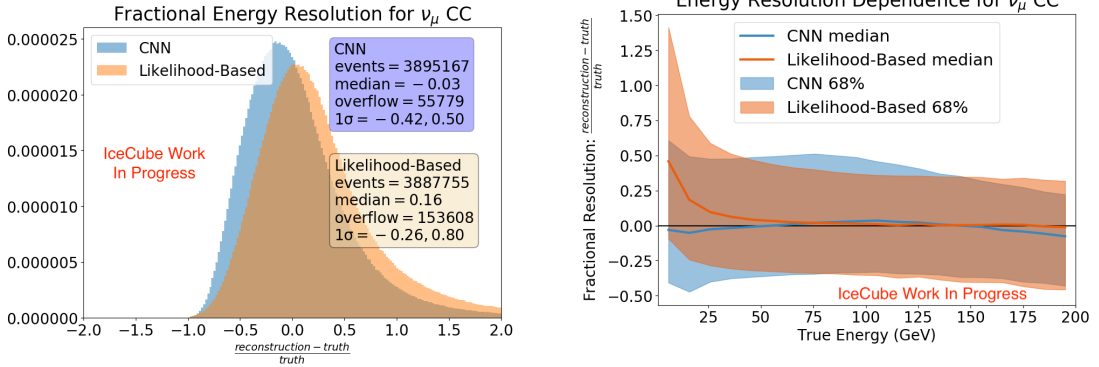 Fractional Energy Resolution for νμ CC
0.000025
0.000020
0.000015
0.000010
0.000005
0.000000
−2.0 −1.5 −1.0 −0.5 0.0 0.5 1.0 1.5 2.0
reconstruction − truth
truth
CNN
Likelihood-Based
CNN
events = 3895167
median = − 0.03
overflow = 55779
1σ = − 0.42, 0.50
IceCube Work
In Progress
Likelihood-Based
events = 3887755
median = 0.16
overflow = 153608
1σ = − 0.26, 0.80
Energy Resolution Dependence for νμ CC
Fractional Resolution: reconstruction − truth
truth
1.50
1.25
1.00
0.75
0.50
0.25
0.00
−0.25
−0.50
CNN median
Likelihood-Based median
CNN 68%
Likelihood-Based 68%
IceCube Work In Progress
25 50 75 100 125 150 175 200
True Energy (GeV)